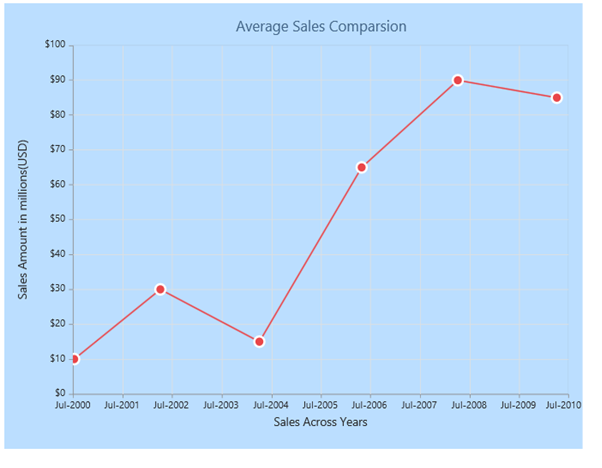 Average Sales Comparsion
$100
$90
$80
$70
$60
$50
$40
$30
$20
$10
$0
Sales Amount in millions(USD)
Jul-2000 Jul-2001 Jul-2002 Jul-2003 Jul-2004 Jul-2005 Jul-2006 Jul-2007 Jul-2008 Jul-2009 Jul-2010
Sales Across Years